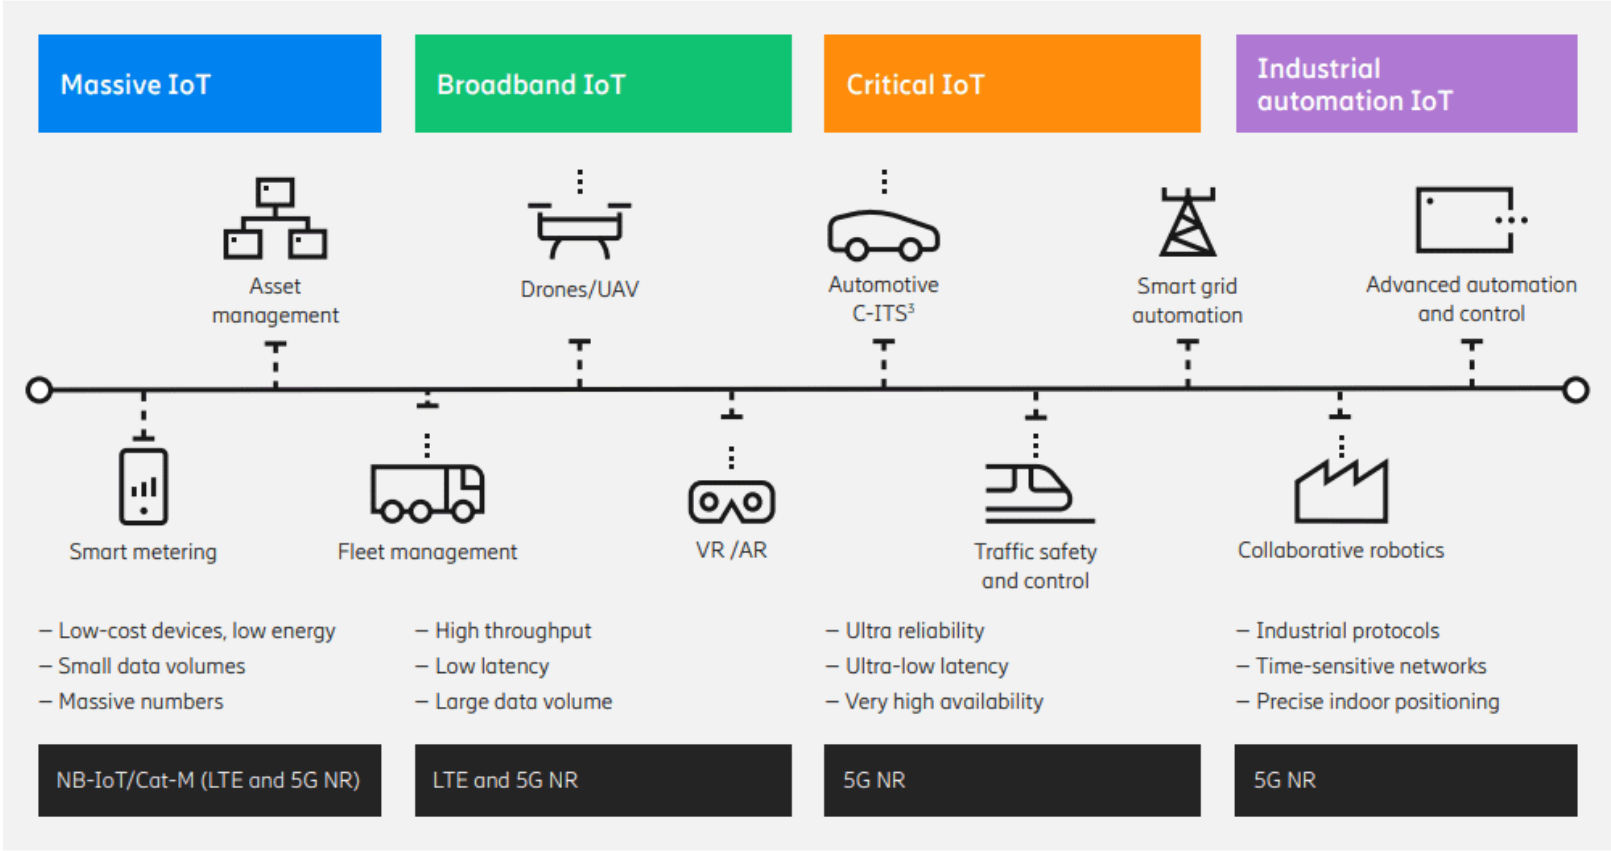 Massive IoT
Broadband IoT
Critical IoT
Industrial
automation IoT
Asset
management
Drones/UAV
Automotive
C-ITS³
Smart grid
automation
Advanced automation
and control
Smart metering
Fleet management
VR /AR
Traffic safety
and control
Collaborative robotics
– Low-cost devices, low energy
– Small data volumes
– Massive numbers
– High throughput
– Low latency
– Large data volume
– Ultra reliability
– Ultra-low latency
– Very high availability
– Industrial protocols
– Time-sensitive networks
– Precise indoor positioning
NB-IoT/Cat-M (LTE and 5G NR)
LTE and 5G NR
5G NR
5G NR